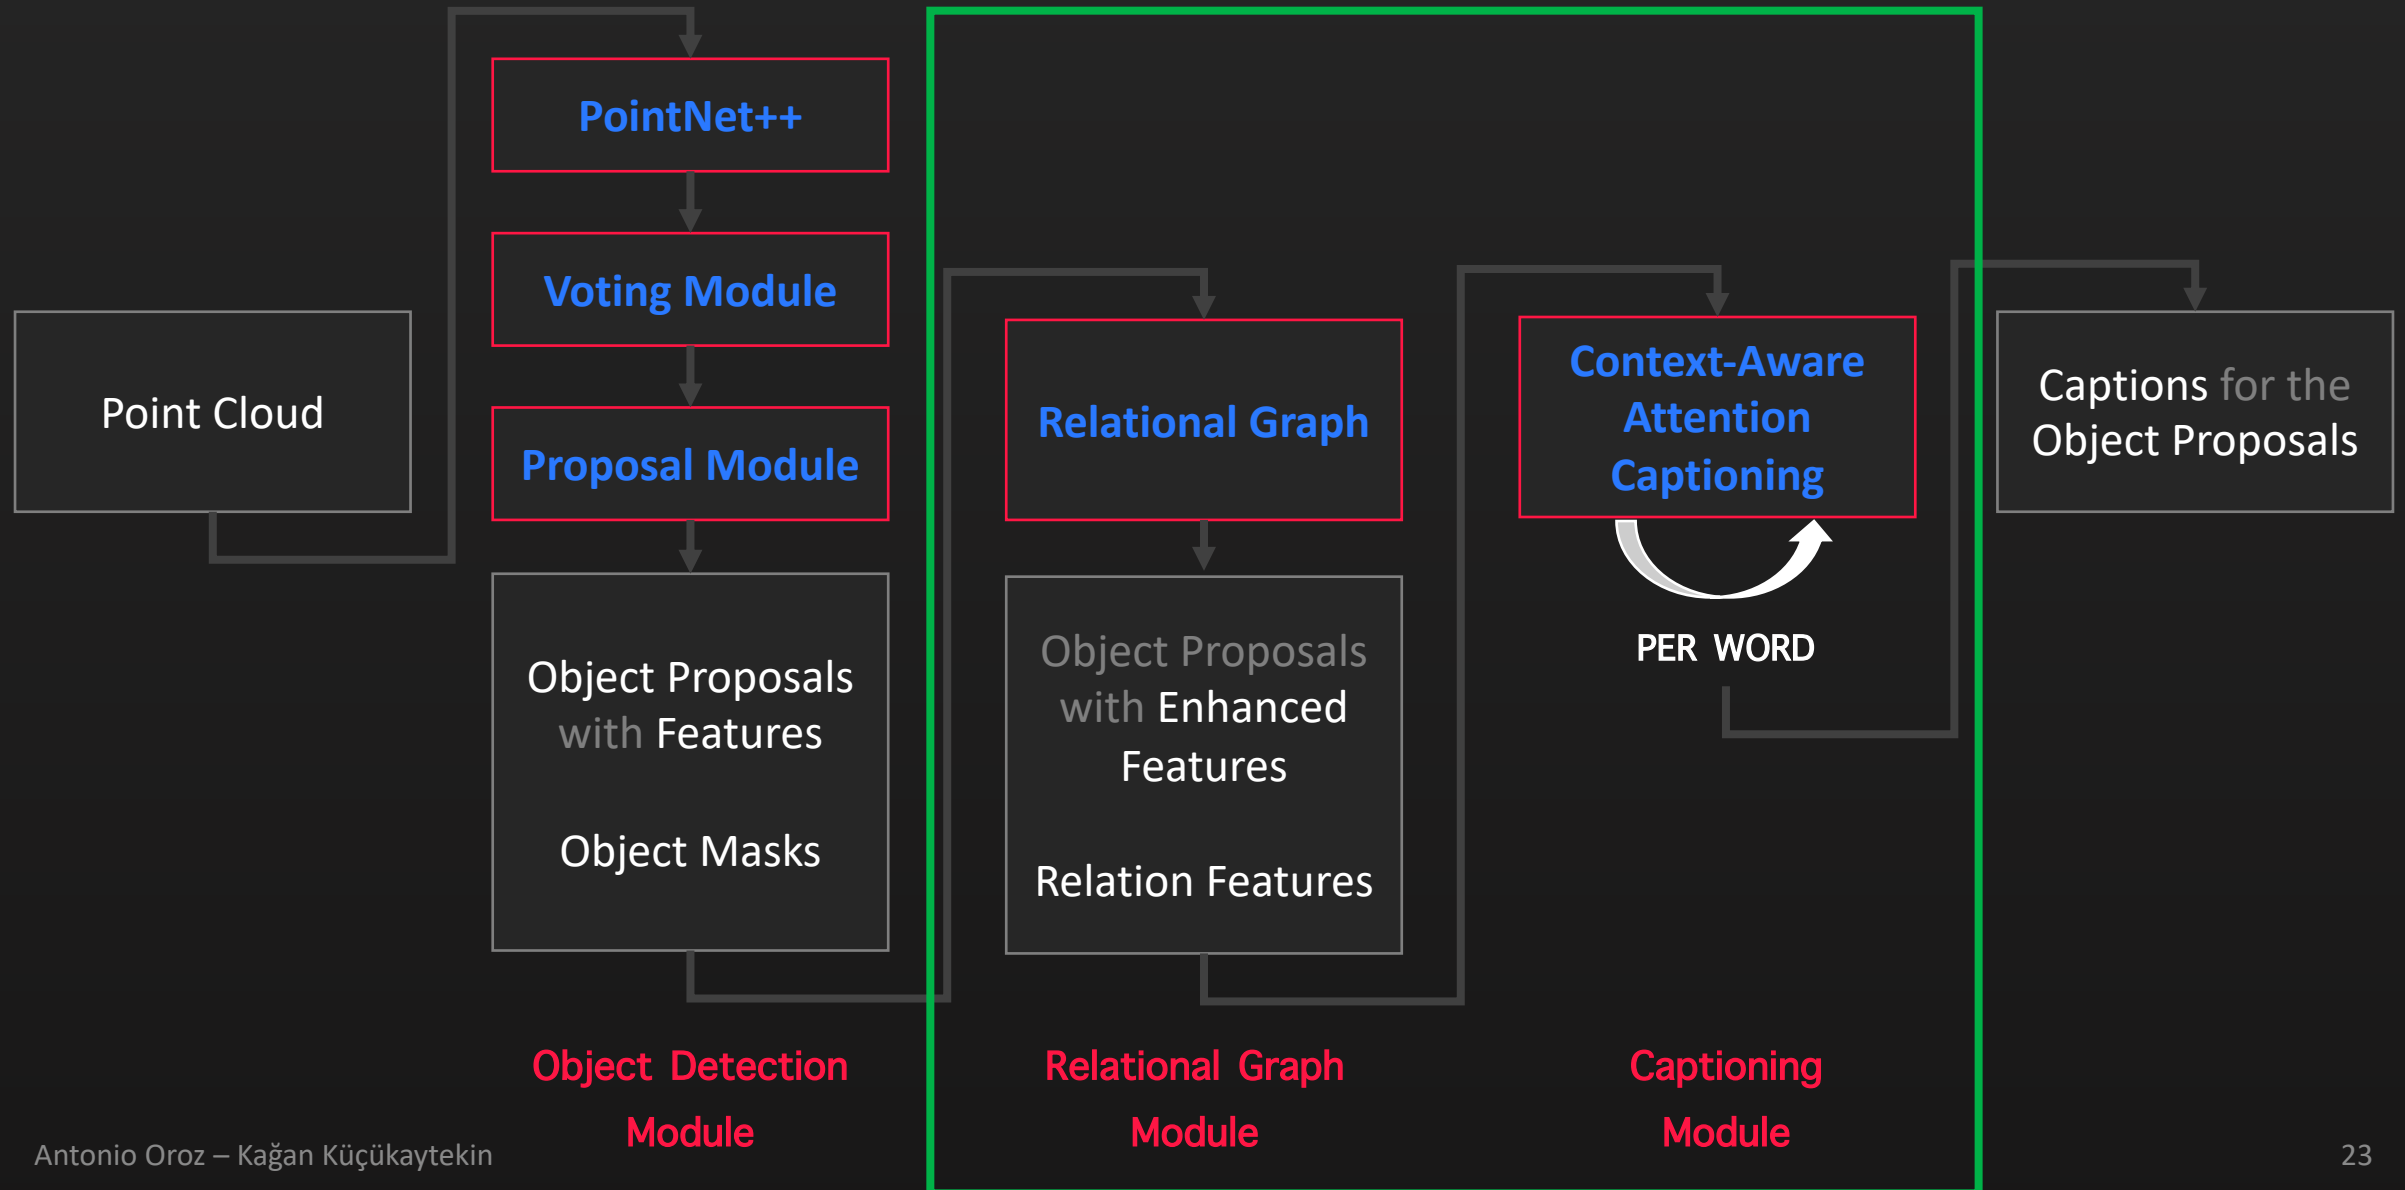 Point Cloud
PointNet++
Voting Module
Proposal Module
Object Proposals
with Features
Object Masks
Object Detection
Module
Relational Graph
Object Proposals
with Enhanced
Features
Relation Features
Relational Graph
Module
Context-Aware
Attention
Captioning
PER WORD
Captioning
Module
Captions for the
Object Proposals
Antonio Oroz – Kağan Küçükaytekin
23